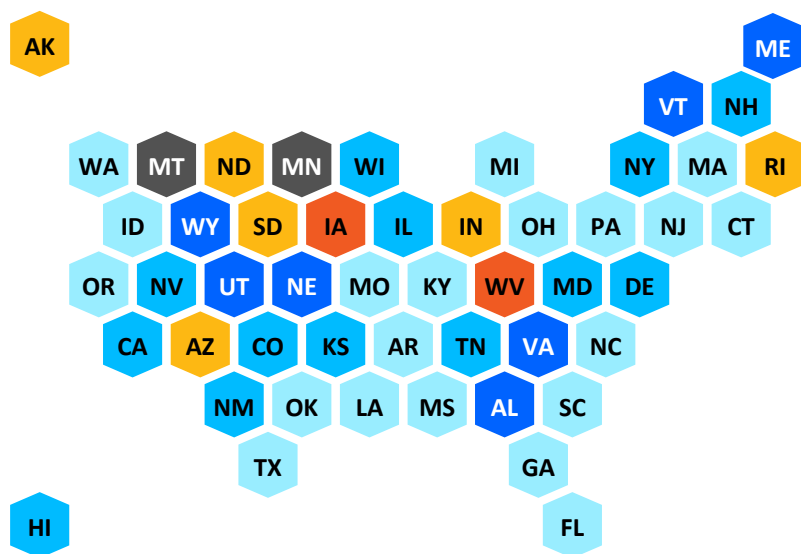 AK ME
VT NH
WA MT ND MN WI MI NY MA RI
ID WY SD IA IL IN OH PA NJ CT
OR NV UT NE MO KY WV MD DE
CA AZ CO KS AR TN VA NC
NM OK LA MS AL SC
TX GA
HI FL